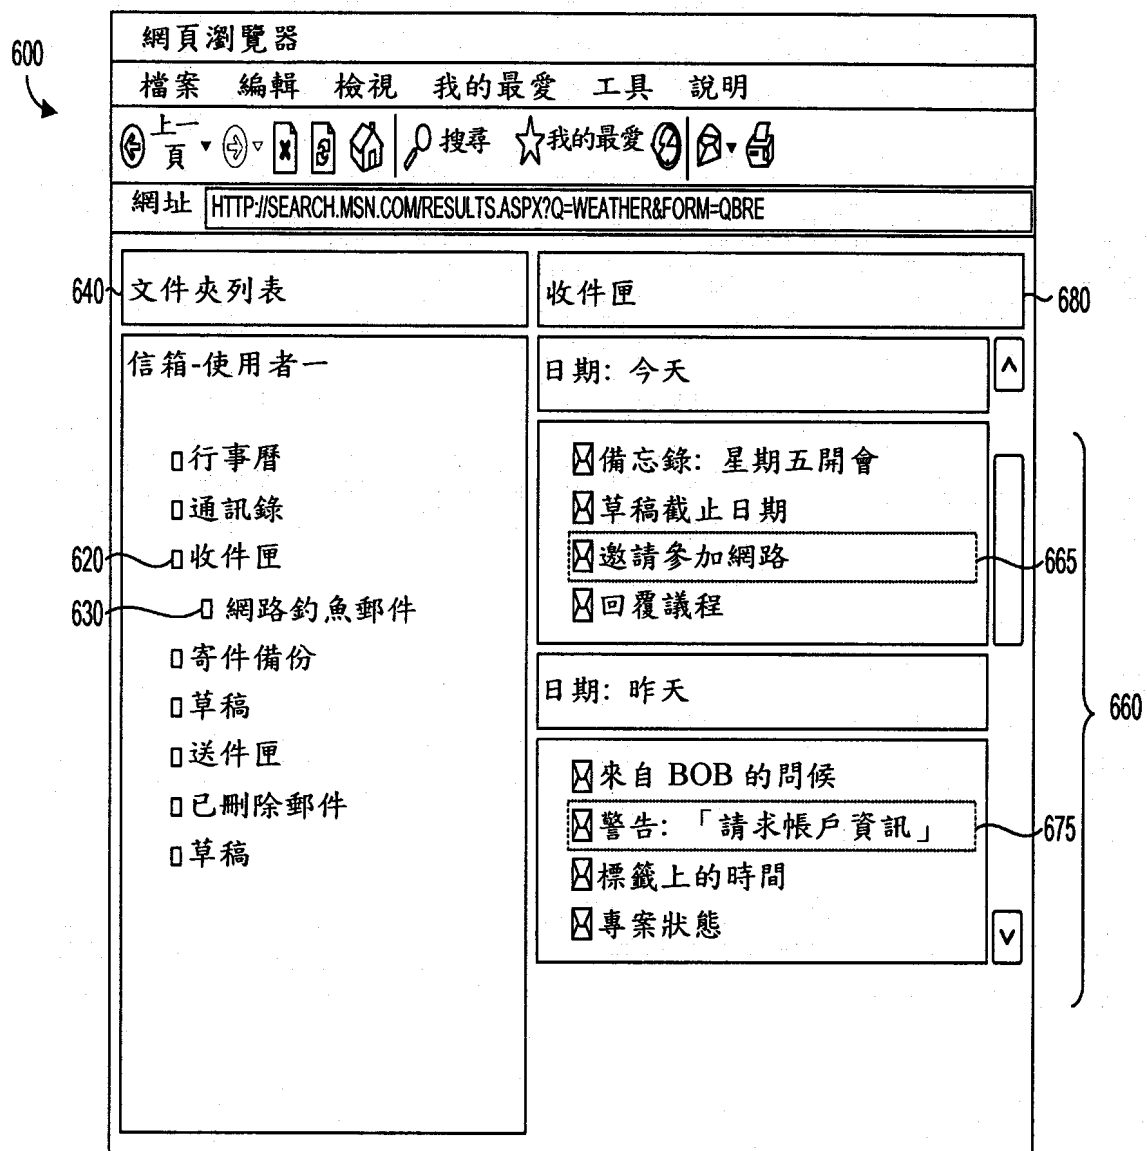 600
網頁瀏覽器
檔案 編輯 檢視 我的最愛 工具 說明
上一頁 搜尋 我的最愛
網址 HTTP://SEARCH.MSN.COM/RESULTS.ASPX?Q=WEATHER&FORM=QBRE
640 文件夾列表
信箱-使用者一
行事曆
通訊錄
620 收件匣
630 網路釣魚郵件
寄件備份
草稿
送件匣
已刪除郵件
草稿
收件匣 680
日期: 今天
備忘錄: 星期五開會
草稿截止日期
邀請參加網路 665
回覆議程
日期: 昨天
660
來自 BOB 的問候
警告: 「請求帳戶資訊」 675
標籤上的時間
專案狀態